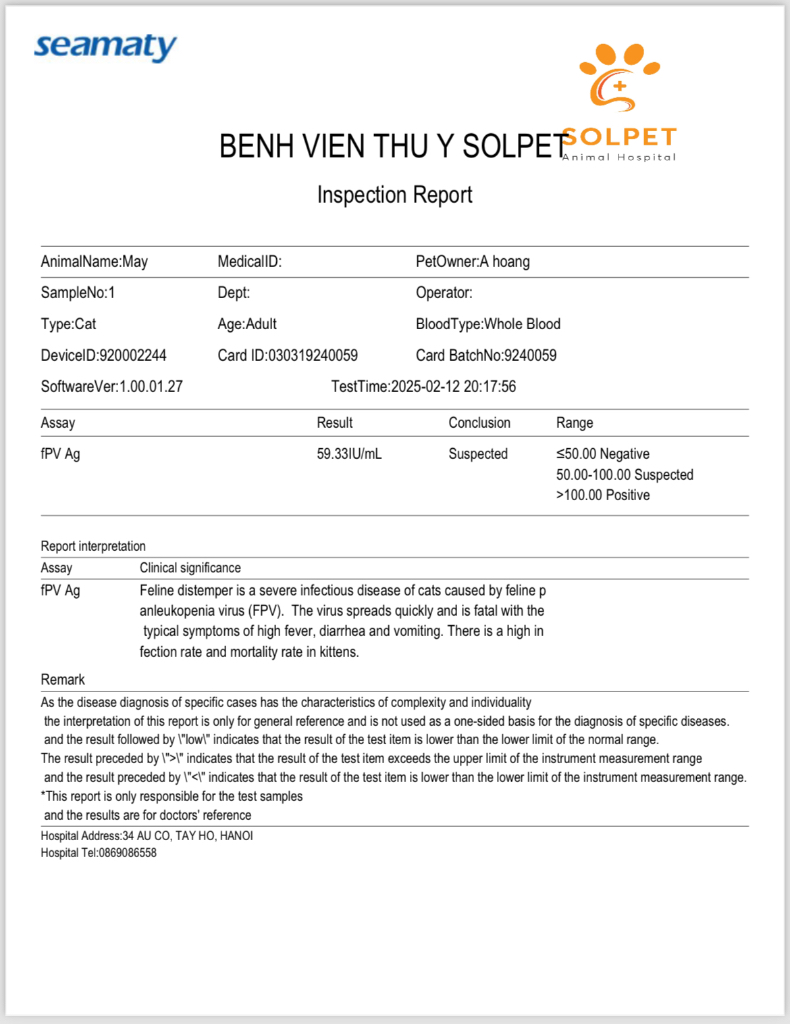 seamaty
SOLPET
Animal Hospital
BENH VIEN THU Y SOLPET
Inspection Report
AnimalName:May MedicalID: PetOwner:A hoang
SampleNo:1 Dept: Operator:
Type:Cat Age:Adult BloodType:Whole Blood
DeviceID:920002244 Card ID:030319240059 Card BatchNo:9240059
SoftwareVer:1.00.01.27 TestTime:2025-02-12 20:17:56
Assay Result Conclusion Range
fPV Ag 59.33IU/mL Suspected ≤50.00 Negative
50.00-100.00 Suspected
>100.00 Positive
Report interpretation
Assay Clinical significance
fPV Ag Feline distemper is a severe infectious disease of cats caused by feline p
anleukopenia virus (FPV).  The virus spreads quickly and is fatal with the
typical symptoms of high fever, diarrhea and vomiting. There is a high in
fection rate and mortality rate in kittens.
Remark
As the disease diagnosis of specific cases has the characteristics of complexity and individuality
the interpretation of this report is only for general reference and is not used as a one-sided basis for the diagnosis of specific diseases.
and the result followed by \"low\" indicates that the result of the test item is lower than the lower limit of the normal range.
The result preceded by \">\" indicates that the result of the test item exceeds the upper limit of the instrument measurement range
and the result preceded by \"<\" indicates that the result of the test item is lower than the lower limit of the instrument measurement range.
*This report is only responsible for the test samples
and the results are for doctors' reference
Hospital Address:34 AU CO, TAY HO, HANOI
Hospital Tel:0869086558